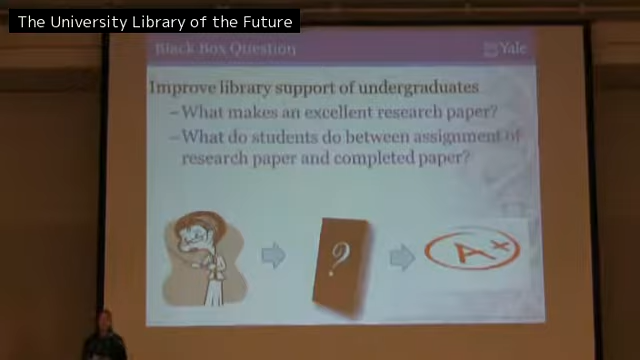 The University Library of the Future
Black Box Question
Yale
Improve library support of undergraduates
–What makes an excellent research paper?
–What do students do between assignment of
research paper and completed paper?
?
A+